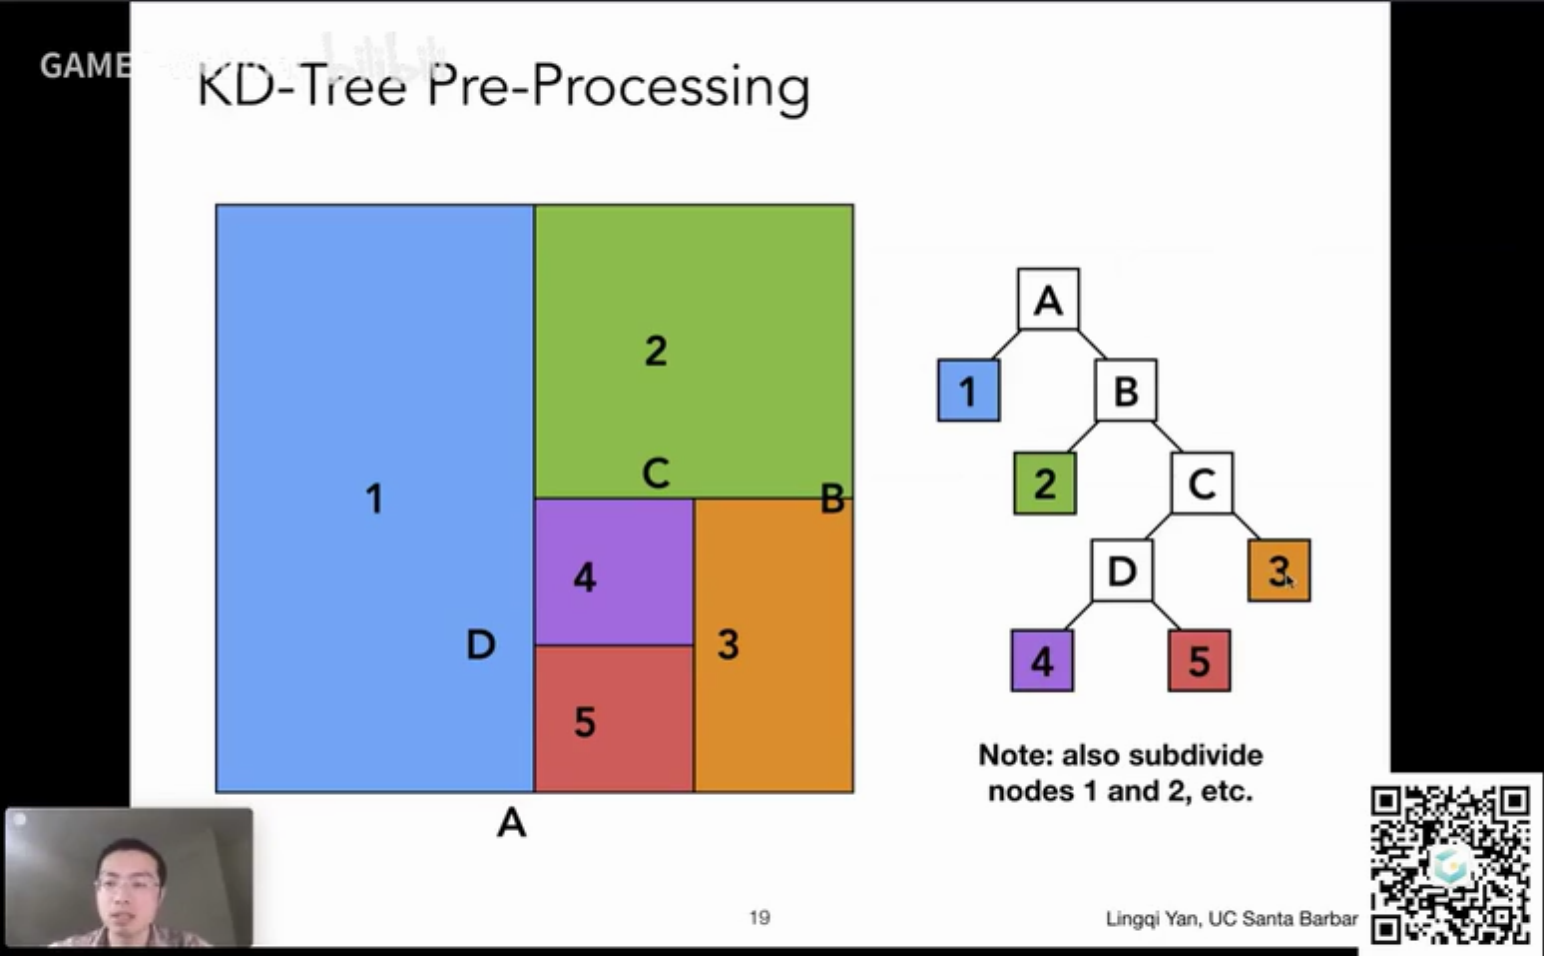 GAME
bilibili
KD-Tree Pre-Processing
2
C
B
1
4
D
3
5
A
A
1
B
2
C
D
3
4
5
Note: also subdivide
nodes 1 and 2, etc.
19
Lingqi Yan, UC Santa Barbar